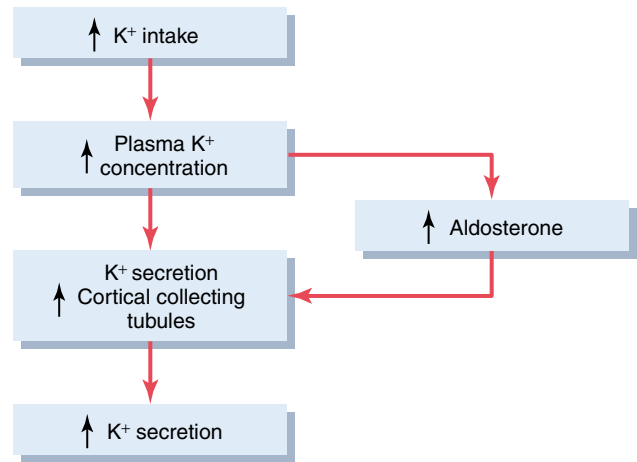 ↑ K⁺ intake
↑ Plasma K⁺
concentration
↑ Aldosterone
K⁺ secretion
↑ Cortical collecting
tubules
↑ K⁺ secretion